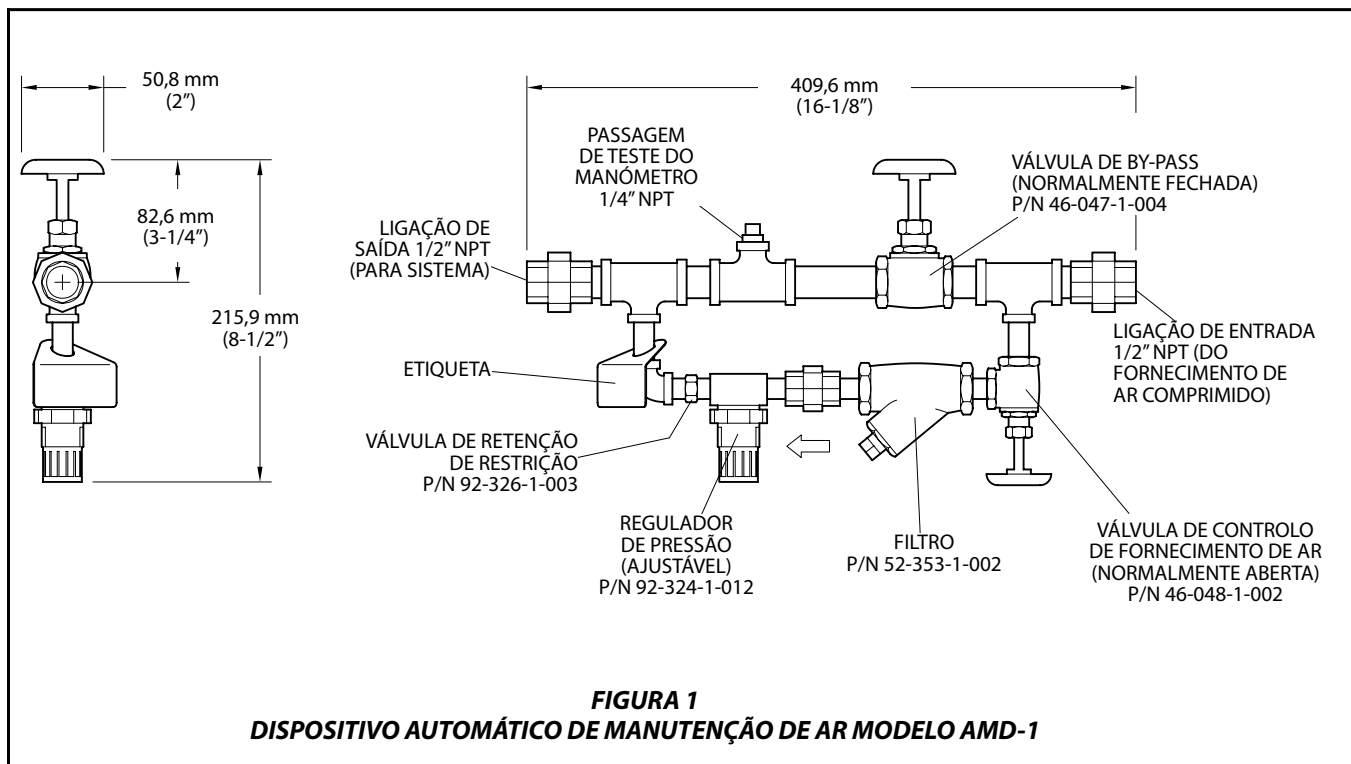 50,8 mm
(2”)
82,6 mm
(3-1/4”)
215,9 mm
(8-1/2”)
409,6 mm
(16-1/8”)
PASSAGEM
DE TESTE DO
MANÓMETRO
1/4” NPT
VÁLVULA DE BY-PASS
(NORMALMENTE FECHADA)
P/N 46-047-1-004
LIGAÇÃO DE
SAÍDA 1/2” NPT
(PARA SISTEMA)
LIGAÇÃO DE ENTRADA
1/2” NPT (DO
FORNECIMENTO DE
AR COMPRIMIDO)
ETIQUETA
VÁLVULA DE RETENÇÃO
DE RESTRIÇÃO
P/N 92-326-1-003
REGULADOR
DE PRESSÃO
(AJUSTÁVEL)
P/N 92-324-1-012
FILTRO
P/N 52-353-1-002
VÁLVULA DE CONTROLO
DE FORNECIMENTO DE AR
(NORMALMENTE ABERTA)
P/N 46-048-1-002
FIGURA 1
DISPOSITIVO AUTOMÁTICO DE MANUTENÇÃO DE AR MODELO AMD-1